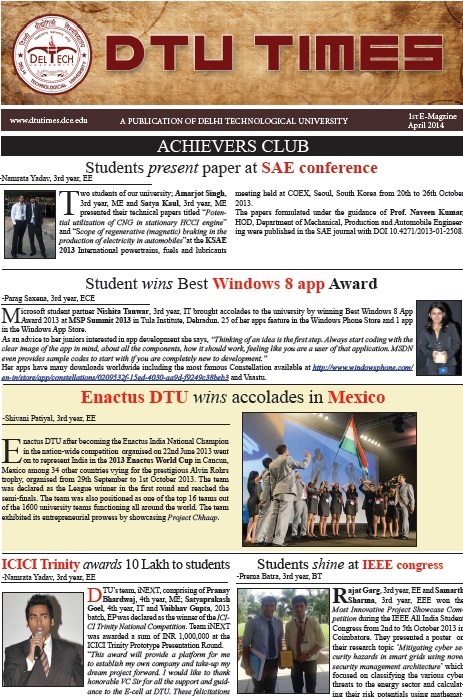 DELTECH
DTU TIMES
www.dtutimes.dce.edu
A PUBLICATION OF DELHI TECHNOLOGICAL UNIVERSITY
1ST E-Magzine
April 2014
ACHIEVERS CLUB
Students present paper at SAE conference
-Namrata Yadav, 3rd year, EE
Two students of our university; Amarjot Singh,
3rd year, ME and Satya Kaul, 3rd year, ME
presented their technical papers titled "Poten-
tial utilization of CNG in stationary HCCI engine"
and "Scope of regenerative (magnetic) braking in the
production of electricity in automobiles" at the KSAE
2013 International powertrains, fuels and lubricants
meeting held at COEX, Seoul, South Korea from 20th to 26th October
2013.
The papers formulated under the guidance of Prof. Naveen Kumar,
HOD, Department of Mechanical, Production and Automobile Engineer-
ing were published in the SAE journal with DOI 10.4271/2013-01-2508.
Student wins Best Windows 8 app Award
-Parag Saxena, 3rd year, ECE
Microsoft student partner Nishita Tanwar, 3rd year, IT brought accolades to the university by winning Best Windows 8 App
Award 2013 at MSP Summit 2013 in Tula Institute, Dehradun. 25 of her apps feature in the Windows Phone Store and 1 app
in the Windows App Store.
As an advice to her juniors interested in app development she says, "Thinking of an idea is the first step. Always start coding with the
clear image of the app in mind, about all the components, how it should work, feeling like you are a user of that application. MSDN
even provides sample codes to start with if you are completely new to development."
Her apps have many downloads worldwide including the most famous Constellation available at http://www.windowsphone.com/
en-in/store/app/constellations/ and Vaastu.
Enactus DTU wins accolades in Mexico
-Shivani Patiyal, 3rd year, EE
Enactus DTU after becoming the Enactus India National Champion
in the nation-wide competition organised on 22nd June 2013 went
on to represent India in the 2013 Enactus World Cup in Cancun,
Mexico among 34 other countries vying for the prestigious Alvin Rohrs
trophy, organised from 29th September to 1st October 2013. The team
was declared as the League winner in the first round and reached the
semi-finals. The team was also positioned as one of the top 16 teams out
of the 1600 university teams functioning all around the world. The team
exhibited its entrepreneurial prowess by showcasing Project Chhaap.
ICICI Trinity awards 10 Lakh to students
-Namrata Yadav, 3rd year, EE
DTU's team, iNEXT, comprising of Pranay
Bhardwaj, 4th year, ME; Satyaprakash
Goel, 4th year, IT and Vaibhav Gupta, 2013
batch, EP was declared as the winner of the ICI-
CI Trinity National Competition. Team iNEXT
was awarded a sum of INR 1,000,000 at the
ICICI Trinity Prototype Presentation Round.
"This award will provide a platform for me
to establish my own company and take-up my
dream project forward. I would like to thank
honorable VC Sir for all the support and guid-
ance to the E-cell at DTU. These felicitations
Students shine at IEEE congress
-Prerna Batra, 3rd year, BT
Rajat Garg, 3rd year, EE and Samarth
Sharma, 3rd year, EEE won the
Most Innovative Project Showcase Com-
petition during the IEEE All India Student
Congress from 2nd to 5th October 2013 in
Coimbatore. They presented a poster on
their research topic "Mitigating cyber se-
curity hazards in smart grids using novel
security management architecture" which
focused on classifying the various cyber
threats to the energy sector and calculat-
ing their risk potentials using mathemat-